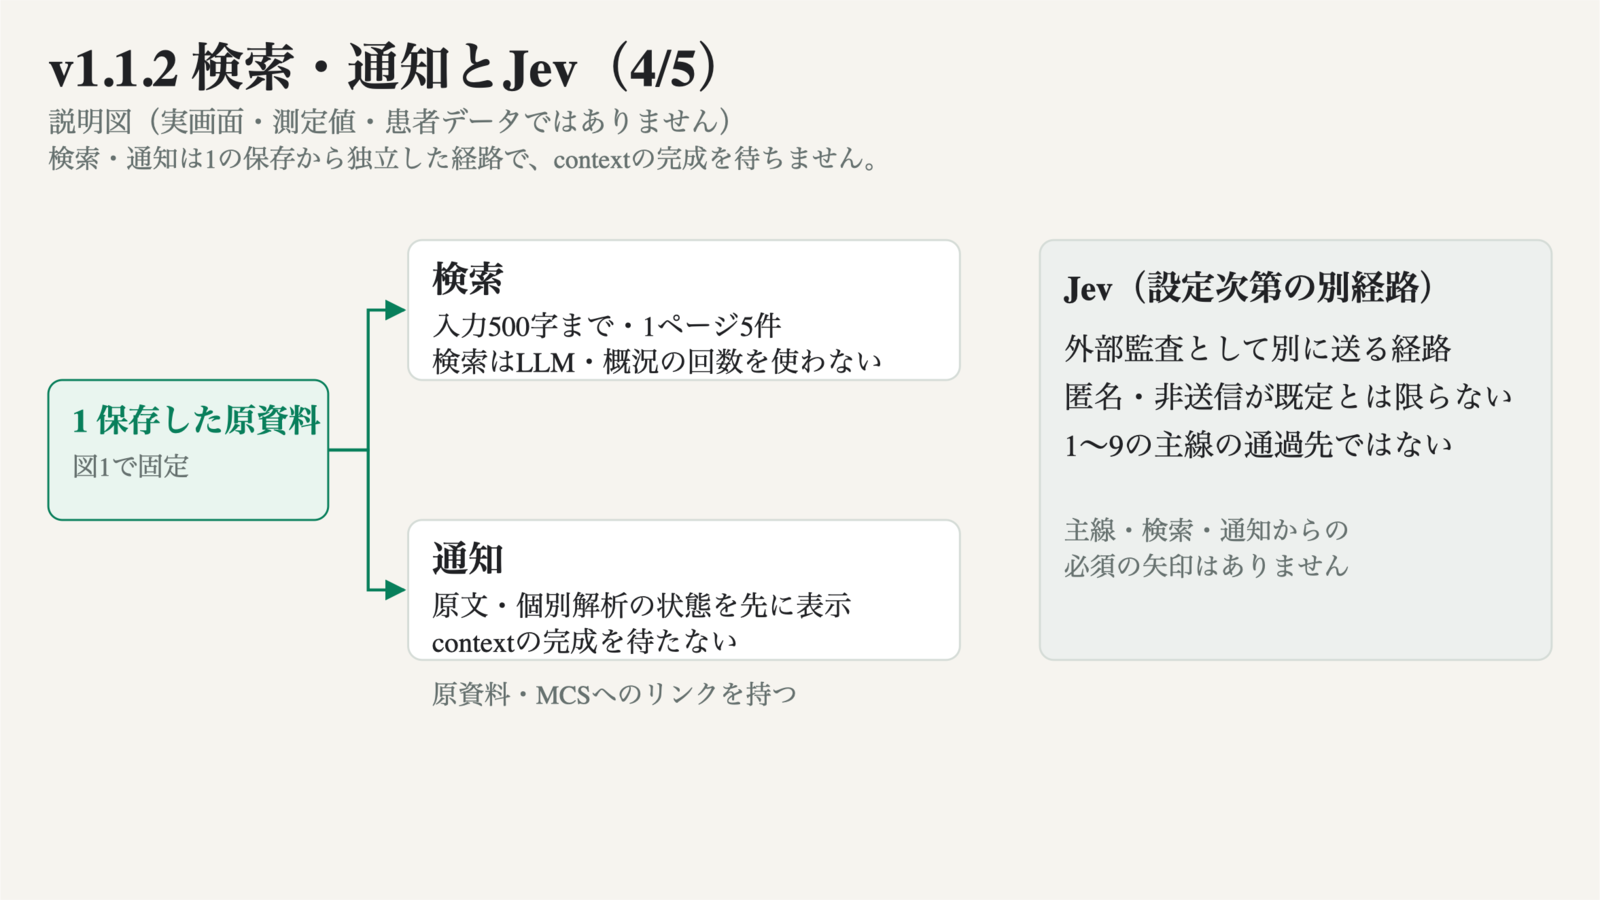 v1.1.2 検索・通知とJev（4/5）
説明図（実画面・測定値・患者データではありません）
検索・通知は1の保存から独立した経路で、contextの完成を待ちません。
1 保存した原資料
図1で固定
検索
入力500字まで・1ページ5件
検索はLLM・概況の回数を使わない
通知
原文・個別解析の状態を先に表示
contextの完成を待たない
原資料・MCSへのリンクを持つ
Jev（設定次第の別経路）
外部監査として別に送る経路
匿名・非送信が既定とは限らない
1〜9の主線の通過先ではない
主線・検索・通知からの
必須の矢印はありません